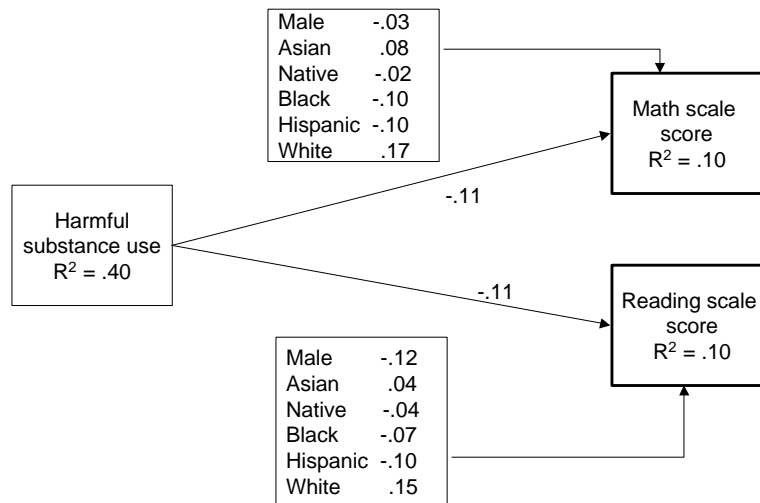 Male -.03
Asian .08
Native -.02
Black -.10
Hispanic -.10
White .17
Math scale
score
R² = .10
-.11
Harmful
substance use
R² = .40
-.11
Reading scale
score
R² = .10
Male -.12
Asian .04
Native -.04
Black -.07
Hispanic -.10
White .15